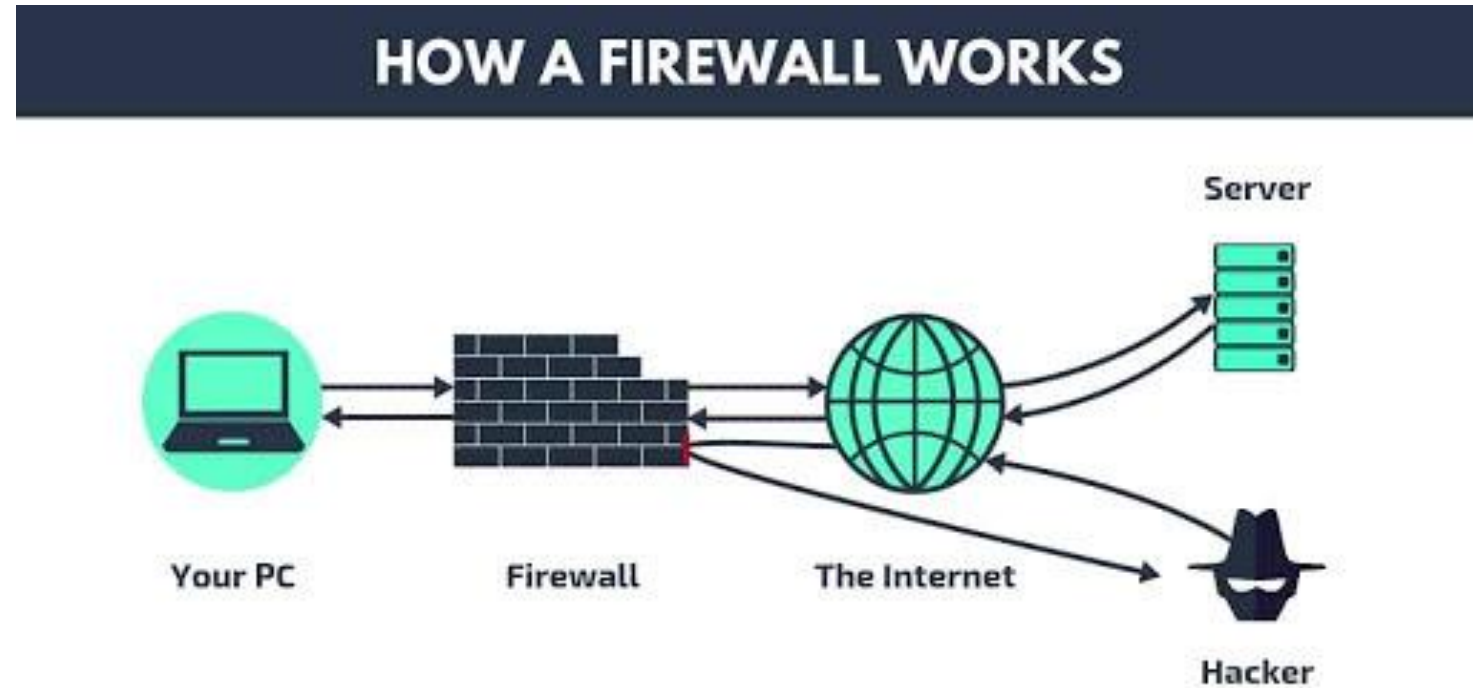 HOW A FIREWALL WORKS
Server
Your PC
Firewall
The Internet
Hacker